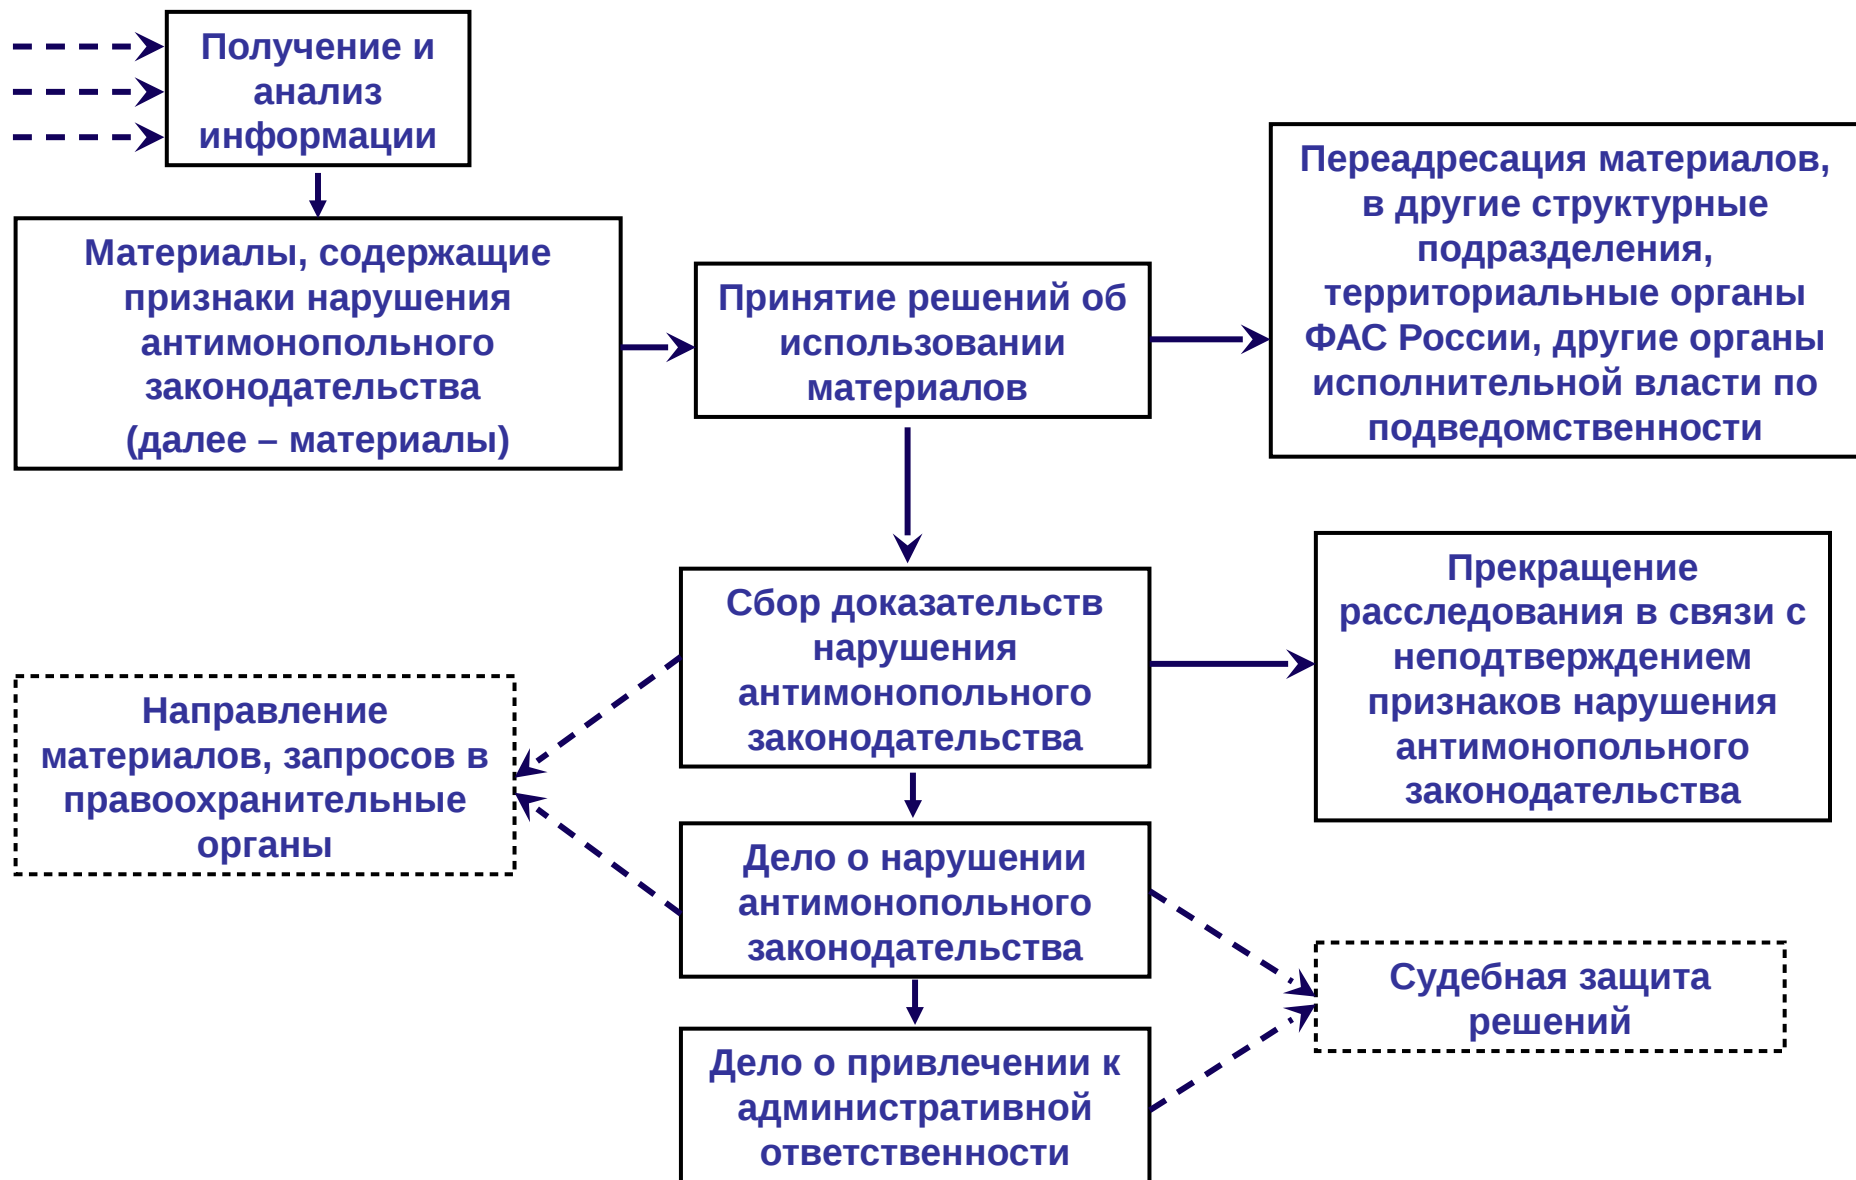 Получение и
анализ
информации
Материалы, содержащие
признаки нарушения
антимонопольного
законодательства
(далее – материалы)
Принятие решений об
использовании
материалов
Переадресация материалов,
в другие структурные
подразделения,
территориальные органы
ФАС России, другие органы
исполнительной власти по
подведомственности
Сбор доказательств
нарушения
антимонопольного
законодательства
Прекращение
расследования в связи с
неподтверждением
признаков нарушения
антимонопольного
законодательства
Направление
материалов, запросов в
правоохранительные
органы
Дело о нарушении
антимонопольного
законодательства
Судебная защита
решений
Дело о привлечении к
административной
ответственности